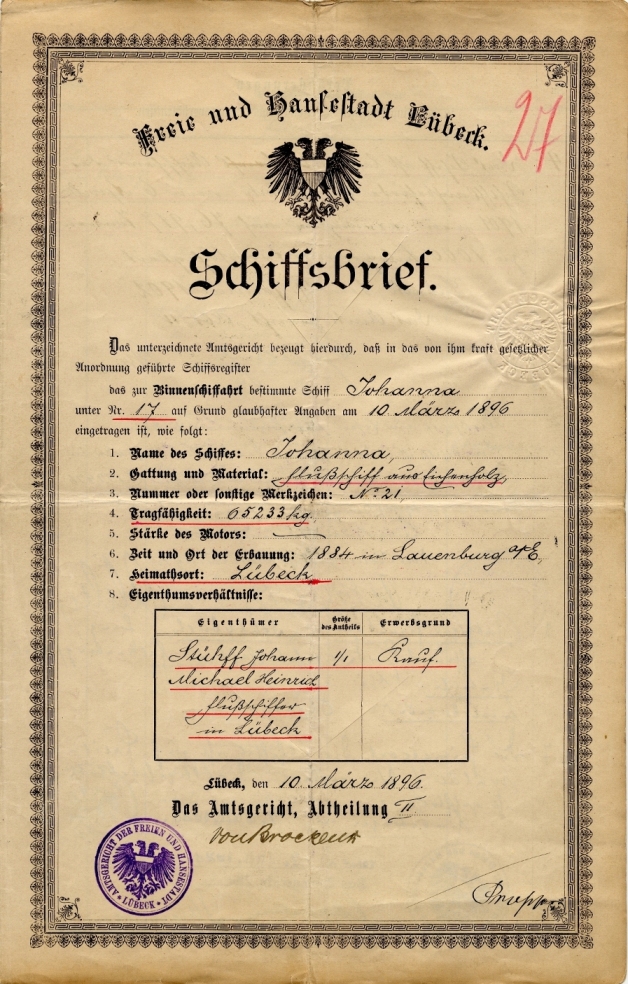 27
Freie und Hansestadt Lübeck.
Schiffsbrief.
Das unterzeichnete Amtsgericht bezeugt hierdurch, daß in das von ihm kraft gesetzlicher
Anordnung geführte Schiffsregister
das zur Binnenschiffahrt bestimmte Schiff Johanna
unter Nr. 17 auf Grund glaubhafter Angaben am 10 März 1896
eingetragen ist, wie folgt:
1. Name des Schiffes: Johanna,
2. Gattung und Material: Flußschiff aus Eichenholz,
3. Nummer oder sonstige Merkzeichen: No 21,
4. Tragfähigkeit: 65233 kg.
5. Stärke des Motors: —
6. Zeit und Ort der Erbauung: 1884 in Lauenburg a/E,
7. Heimathsort: Lübeck,
8. Eigenthumsverhältnisse:
Eigenthümer Größe des Antheils Erwerbsgrund
Stühff Johann 1/1 Kauf.
Michael Heinrich
Flußschiffer
in Lübeck
Lübeck, den 10. März 1896.
Das Amtsgericht, Abtheilung II
AMTSGERICHT DER FREIEN UND HANSESTADT
* LÜBECK *